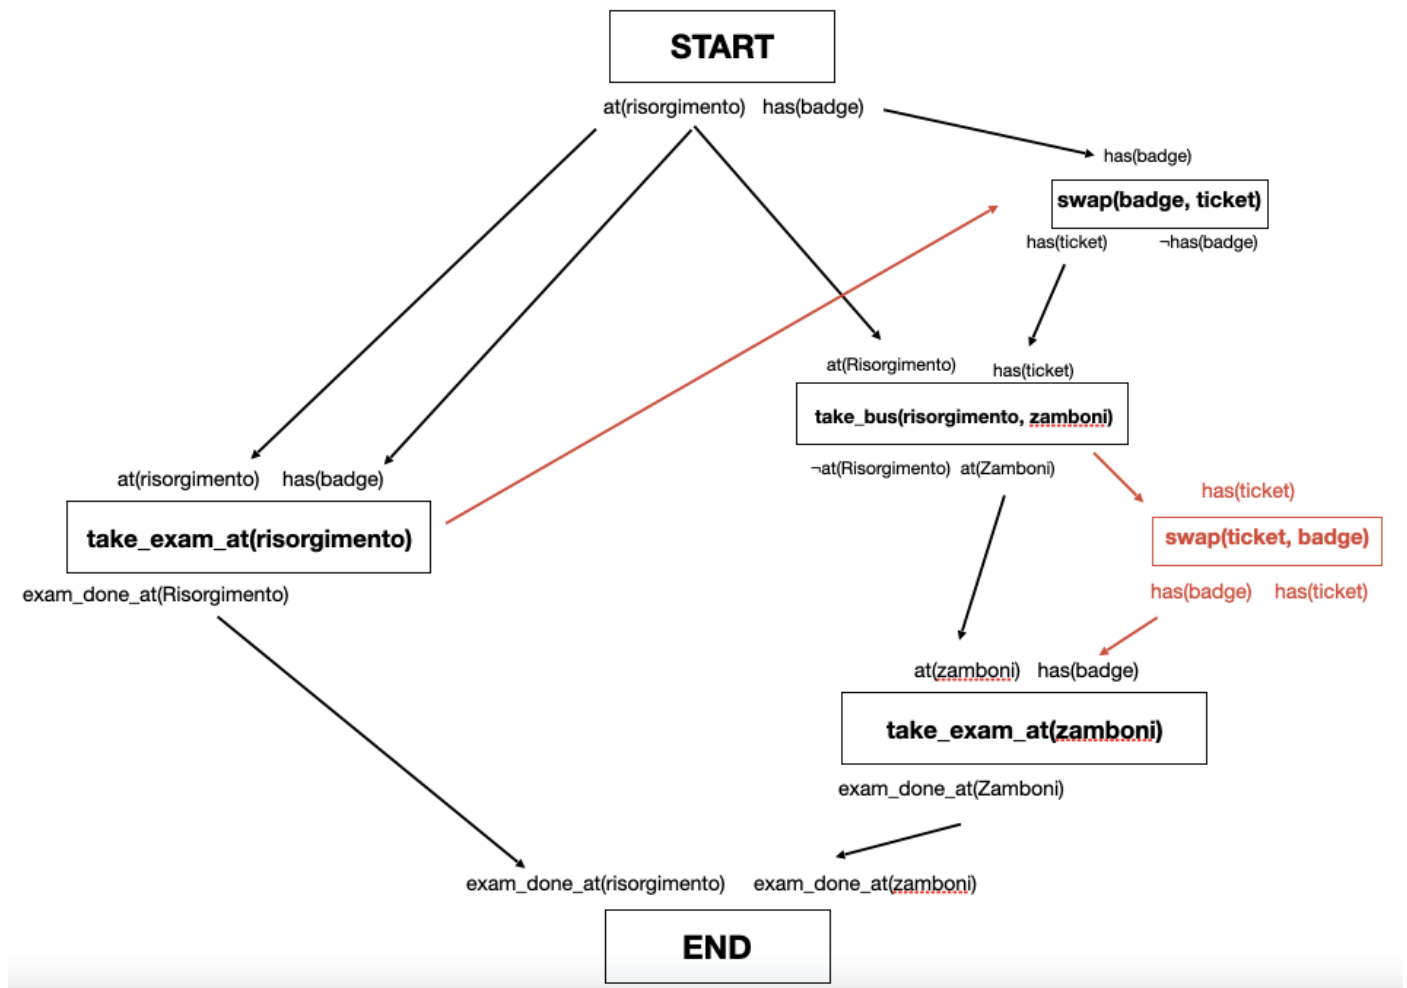 START
at(risorgimento) has(badge)
has(badge)
swap(badge, ticket)
has(ticket) ¬has(badge)
at(Risorgimento) has(ticket)
take_bus(risorgimento, zamboni)
¬at(Risorgimento) at(Zamboni)
at(risorgimento) has(badge)
take_exam_at(risorgimento)
exam_done_at(Risorgimento)
has(ticket)
swap(ticket, badge)
has(badge) has(ticket)
at(zamboni) has(badge)
take_exam_at(zamboni)
exam_done_at(Zamboni)
exam_done_at(risorgimento) exam_done_at(zamboni)
END